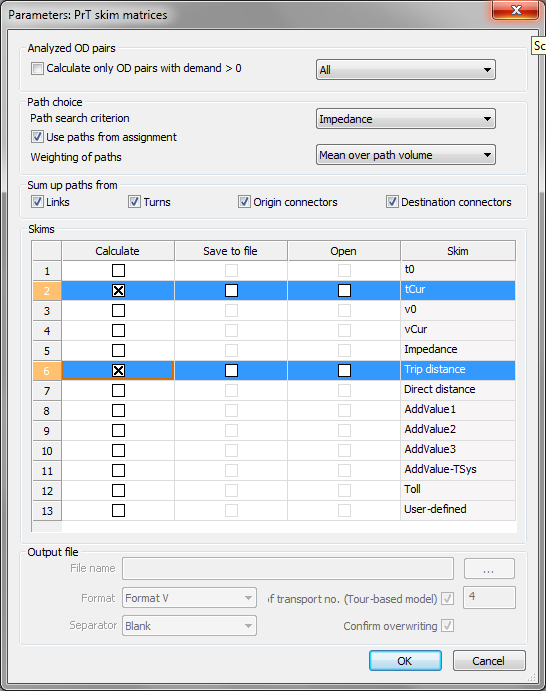 Parameters: PrT skim matrices
Sc
Analyzed OD pairs
Calculate only OD pairs with demand > 0 All
Path choice
Path search criterion Impedance
Use paths from assignment
Weighting of paths Mean over path volume
Sum up paths from
Links Turns Origin connectors Destination connectors
Skims
Calculate Save to file Open Skim
1 t0
2 tCur
3 v0
4 vCur
5 Impedance
6 Trip distance
7 Direct distance
8 AddValue1
9 AddValue2
10 AddValue3
11 AddValue-TSys
12 Toll
13 User-defined
Output file
File name ...
Format Format V of transport no. (Tour-based model) 4
Separator Blank Confirm overwriting
OK Cancel